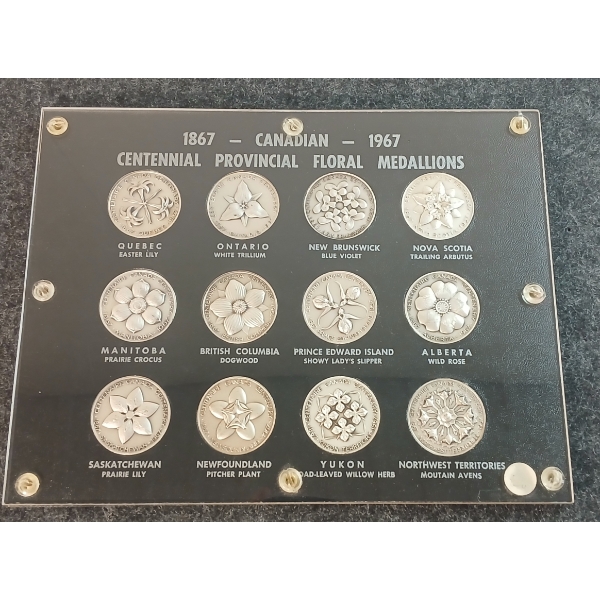 1867 — CANADIAN — 1967
CENTENNIAL PROVINCIAL FLORAL MEDALLIONS
QUEBEC
EASTER LILY
ONTARIO
WHITE TRILLIUM
NEW BRUNSWICK
BLUE VIOLET
NOVA SCOTIA
TRAILING ARBUTUS
MANITOBA
PRAIRIE CROCUS
BRITISH COLUMBIA
DOGWOOD
PRINCE EDWARD ISLAND
SHOWY LADY'S SLIPPER
ALBERTA
WILD ROSE
SASKATCHEWAN
PRAIRIE LILY
NEWFOUNDLAND
PITCHER PLANT
YUKON
OAD-LEAVED WILLOW HERB
NORTHWEST TERRITORIES
MOUTAIN AVENS